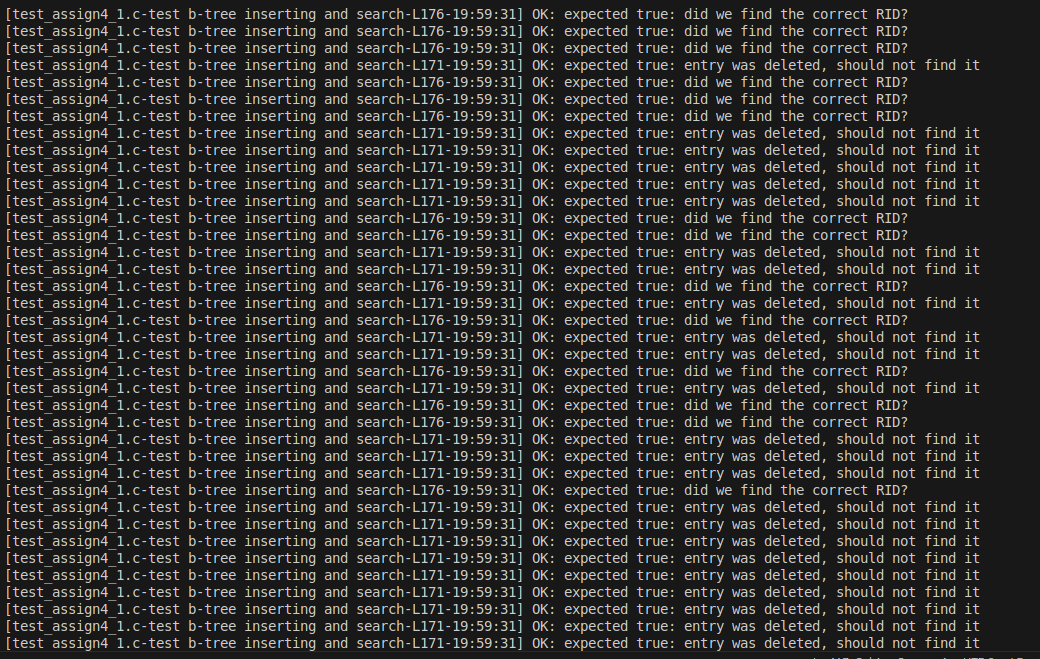 [test_assign4_1.c-test b-tree inserting and search-L176-19:59:31] OK: expected true: did we find the correct RID?
[test_assign4_1.c-test b-tree inserting and search-L176-19:59:31] OK: expected true: did we find the correct RID?
[test_assign4_1.c-test b-tree inserting and search-L176-19:59:31] OK: expected true: did we find the correct RID?
[test_assign4_1.c-test b-tree inserting and search-L171-19:59:31] OK: expected true: entry was deleted, should not find it
[test_assign4_1.c-test b-tree inserting and search-L176-19:59:31] OK: expected true: did we find the correct RID?
[test_assign4_1.c-test b-tree inserting and search-L176-19:59:31] OK: expected true: did we find the correct RID?
[test_assign4_1.c-test b-tree inserting and search-L176-19:59:31] OK: expected true: did we find the correct RID?
[test_assign4_1.c-test b-tree inserting and search-L171-19:59:31] OK: expected true: entry was deleted, should not find it
[test_assign4_1.c-test b-tree inserting and search-L171-19:59:31] OK: expected true: entry was deleted, should not find it
[test_assign4_1.c-test b-tree inserting and search-L171-19:59:31] OK: expected true: entry was deleted, should not find it
[test_assign4_1.c-test b-tree inserting and search-L171-19:59:31] OK: expected true: entry was deleted, should not find it
[test_assign4_1.c-test b-tree inserting and search-L171-19:59:31] OK: expected true: entry was deleted, should not find it
[test_assign4_1.c-test b-tree inserting and search-L176-19:59:31] OK: expected true: did we find the correct RID?
[test_assign4_1.c-test b-tree inserting and search-L176-19:59:31] OK: expected true: did we find the correct RID?
[test_assign4_1.c-test b-tree inserting and search-L171-19:59:31] OK: expected true: entry was deleted, should not find it
[test_assign4_1.c-test b-tree inserting and search-L171-19:59:31] OK: expected true: entry was deleted, should not find it
[test_assign4_1.c-test b-tree inserting and search-L176-19:59:31] OK: expected true: did we find the correct RID?
[test_assign4_1.c-test b-tree inserting and search-L171-19:59:31] OK: expected true: entry was deleted, should not find it
[test_assign4_1.c-test b-tree inserting and search-L176-19:59:31] OK: expected true: did we find the correct RID?
[test_assign4_1.c-test b-tree inserting and search-L171-19:59:31] OK: expected true: entry was deleted, should not find it
[test_assign4_1.c-test b-tree inserting and search-L171-19:59:31] OK: expected true: entry was deleted, should not find it
[test_assign4_1.c-test b-tree inserting and search-L176-19:59:31] OK: expected true: did we find the correct RID?
[test_assign4_1.c-test b-tree inserting and search-L171-19:59:31] OK: expected true: entry was deleted, should not find it
[test_assign4_1.c-test b-tree inserting and search-L176-19:59:31] OK: expected true: did we find the correct RID?
[test_assign4_1.c-test b-tree inserting and search-L176-19:59:31] OK: expected true: did we find the correct RID?
[test_assign4_1.c-test b-tree inserting and search-L171-19:59:31] OK: expected true: entry was deleted, should not find it
[test_assign4_1.c-test b-tree inserting and search-L171-19:59:31] OK: expected true: entry was deleted, should not find it
[test_assign4_1.c-test b-tree inserting and search-L171-19:59:31] OK: expected true: entry was deleted, should not find it
[test_assign4_1.c-test b-tree inserting and search-L176-19:59:31] OK: expected true: did we find the correct RID?
[test_assign4_1.c-test b-tree inserting and search-L171-19:59:31] OK: expected true: entry was deleted, should not find it
[test_assign4_1.c-test b-tree inserting and search-L171-19:59:31] OK: expected true: entry was deleted, should not find it
[test_assign4_1.c-test b-tree inserting and search-L171-19:59:31] OK: expected true: entry was deleted, should not find it
[test_assign4_1.c-test b-tree inserting and search-L171-19:59:31] OK: expected true: entry was deleted, should not find it
[test_assign4_1.c-test b-tree inserting and search-L171-19:59:31] OK: expected true: entry was deleted, should not find it
[test_assign4_1.c-test b-tree inserting and search-L171-19:59:31] OK: expected true: entry was deleted, should not find it
[test_assign4_1.c-test b-tree inserting and search-L171-19:59:31] OK: expected true: entry was deleted, should not find it
[test_assign4_1.c-test b-tree inserting and search-L171-19:59:31] OK: expected true: entry was deleted, should not find it
[test_assign4_1.c-test b-tree inserting and search-L171-19:59:31] OK: expected true: entry was deleted, should not find it